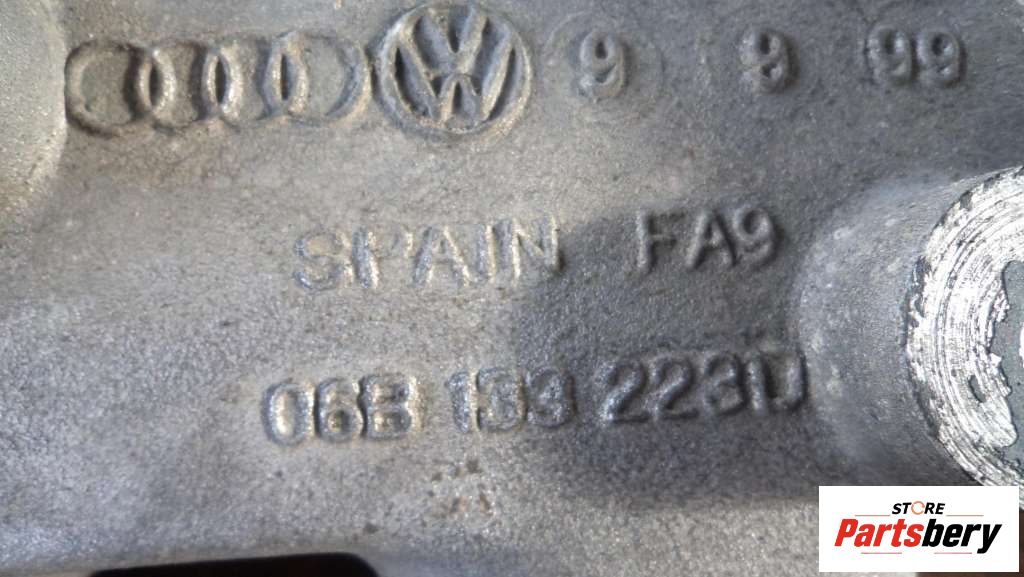 9 9 99
SPAIN FA9
06B 133 223D
STORE
Partsbery